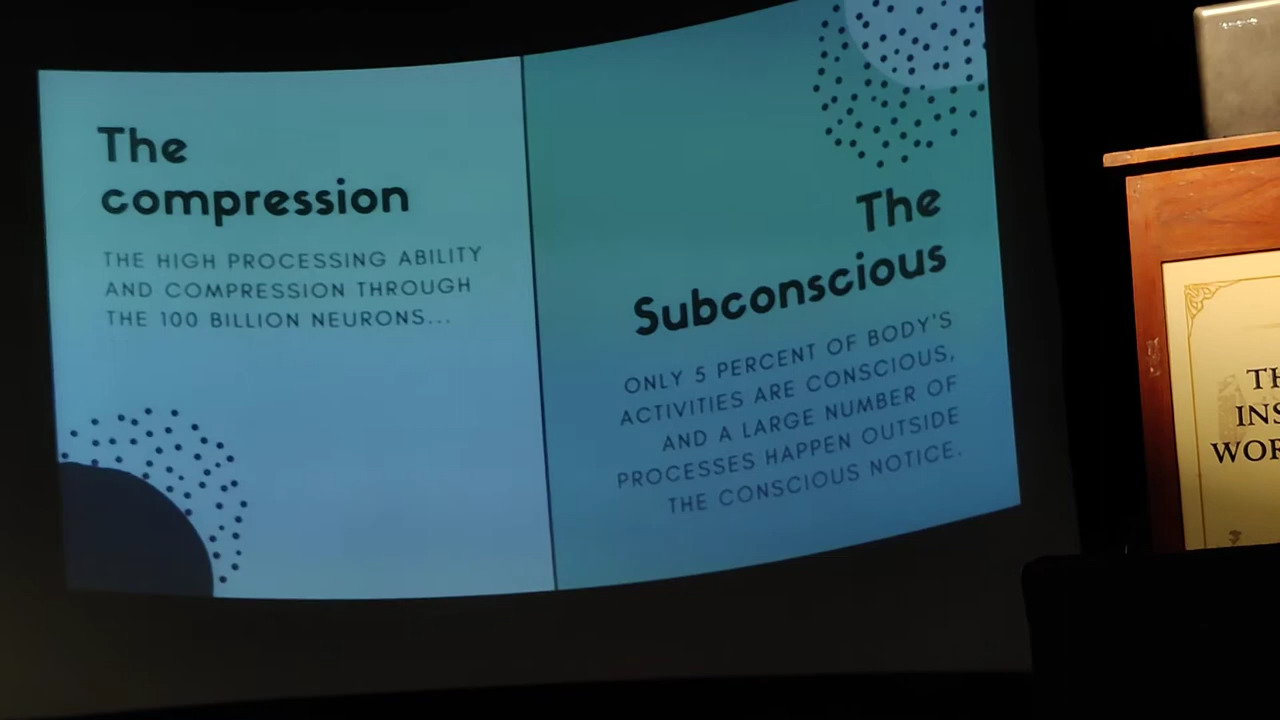 The
compression
THE HIGH PROCESSING ABILITY
AND COMPRESSION THROUGH
THE 100 BILLION NEURONS...
The
Subconscious
ONLY 5 PERCENT OF BODY'S
ACTIVITIES ARE CONSCIOUS,
AND A LARGE NUMBER OF
PROCESSES HAPPEN OUTSIDE
THE CONSCIOUS NOTICE.